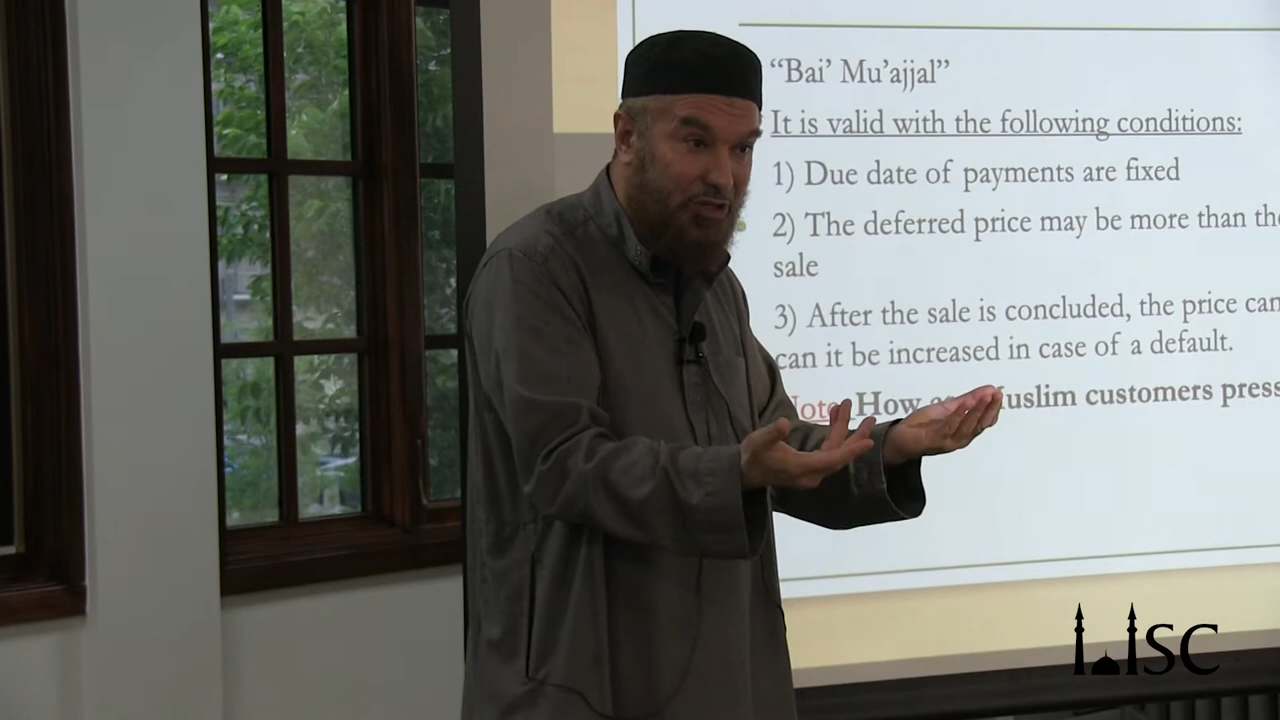 “Bai’ Mu’ajjal”
It is valid with the following conditions:
1) Due date of payments are fixed
2) The deferred price may be more than the
sale
3) After the sale is concluded, the price can
can it be increased in case of a default.
Note How Muslim customers press
ISC